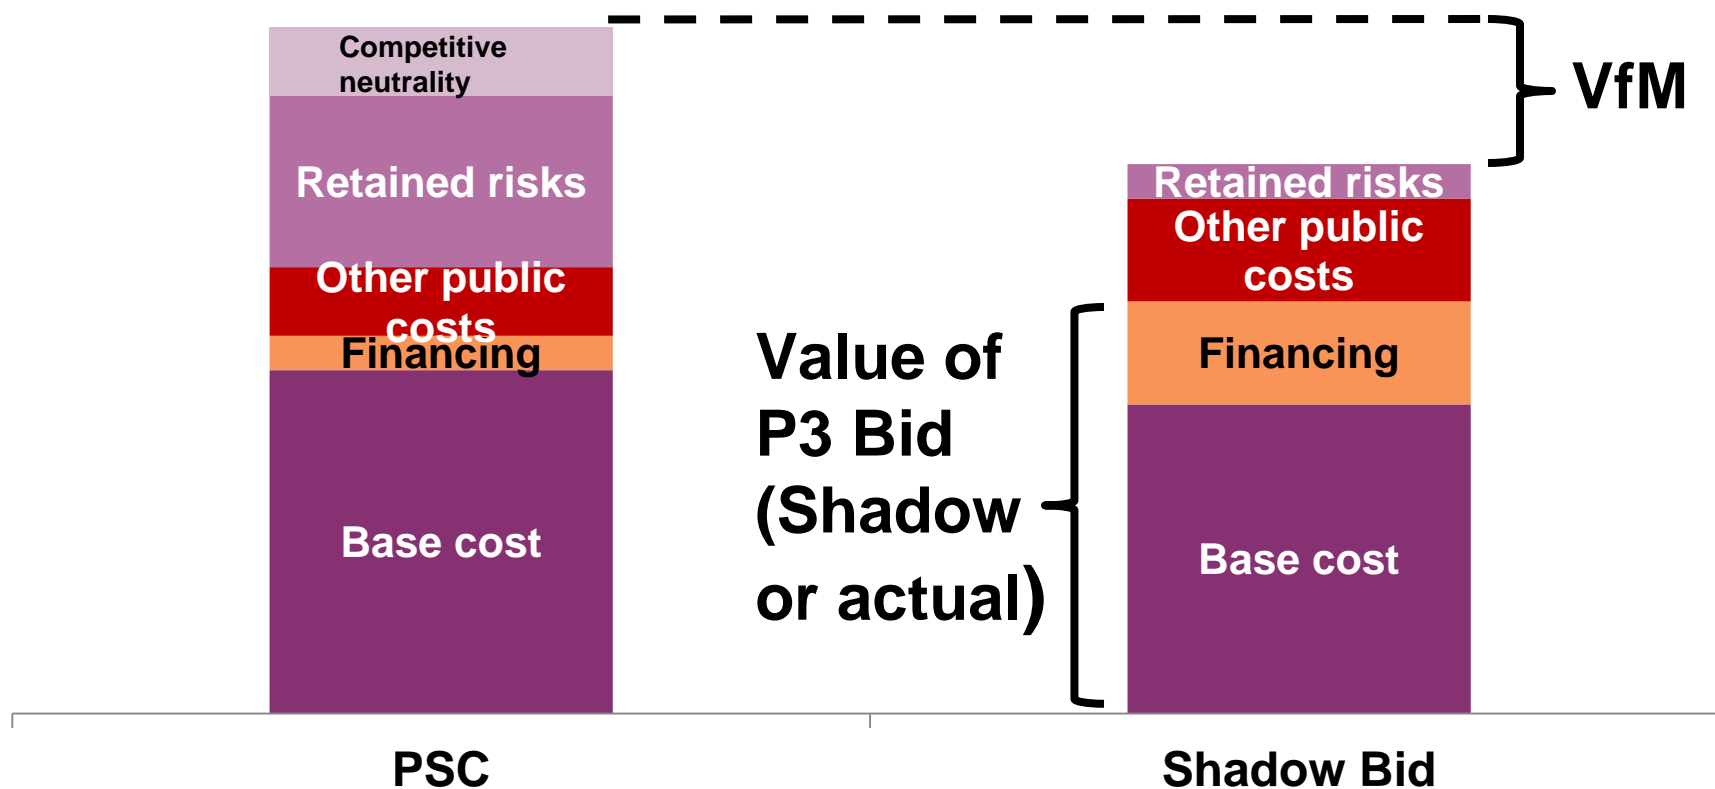 Competitive
neutrality
Retained risks
Other public
costs
Financing
Base cost
PSC
Value of
P3 Bid
(Shadow
or actual)
Retained risks
Other public
costs
Financing
Base cost
Shadow Bid
VfM